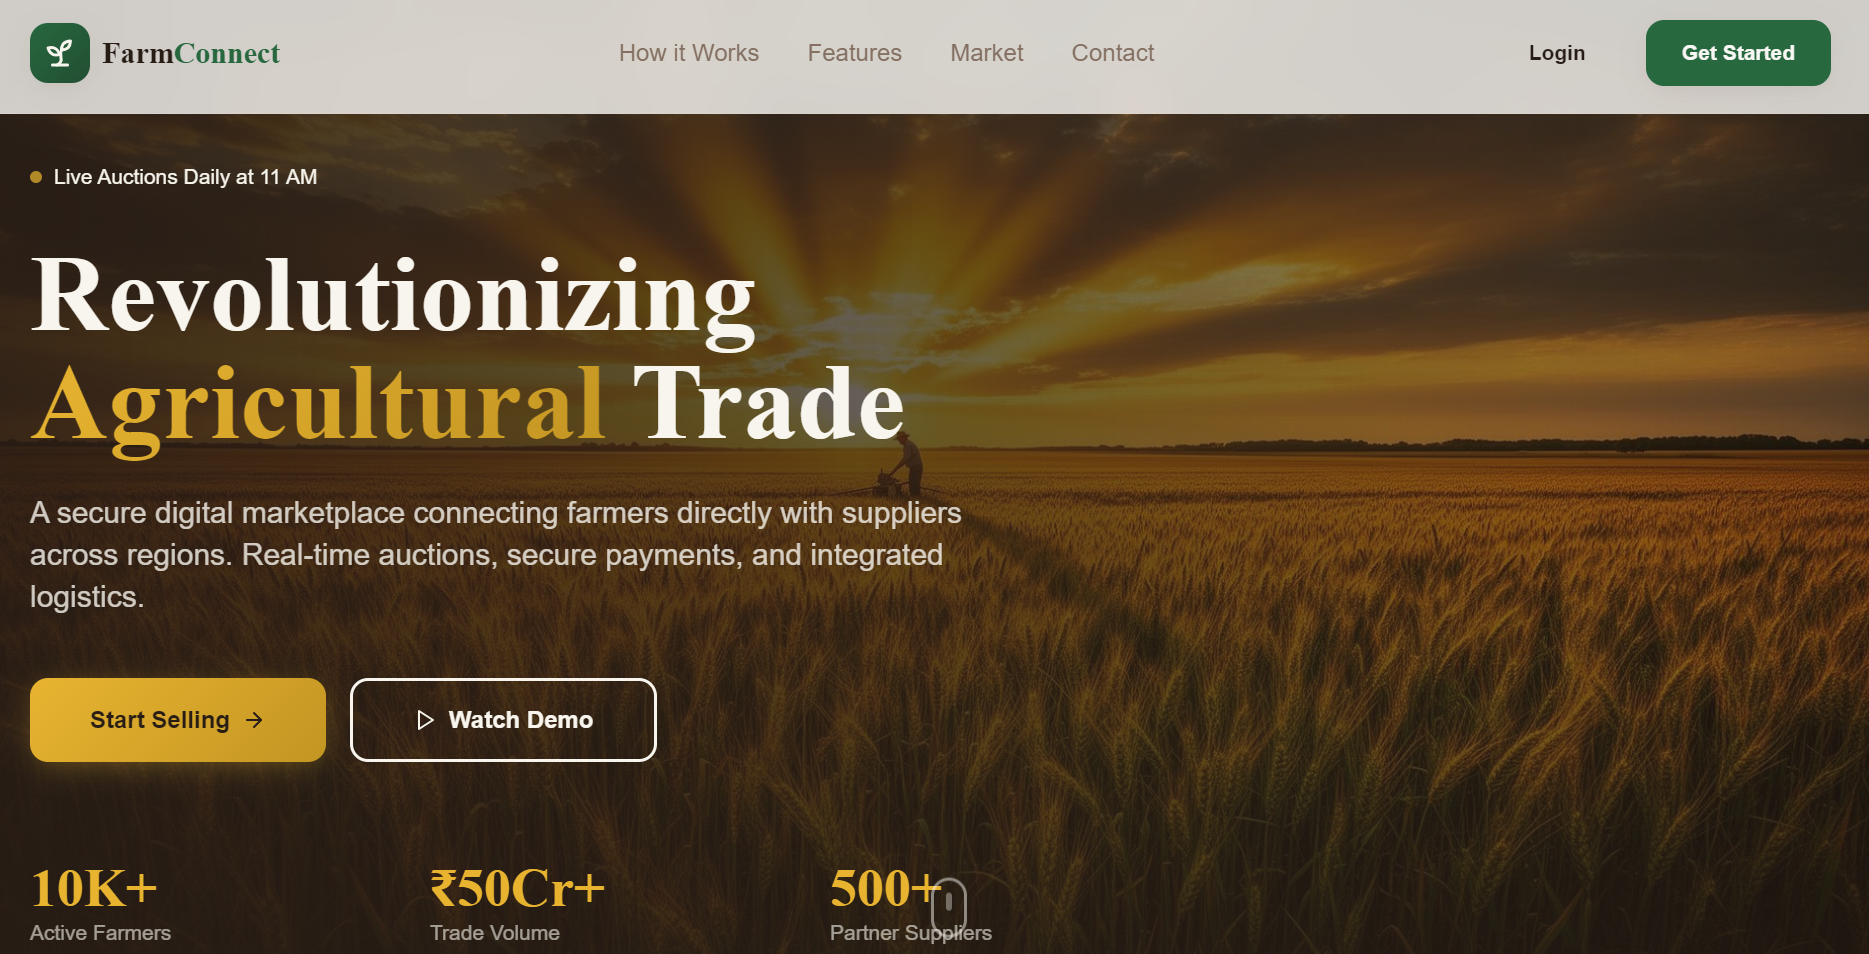 FarmConnect
How it Works
Features
Market
Contact
Login
Get Started
Live Auctions Daily at 11 AM
Revolutionizing
Agricultural Trade
A secure digital marketplace connecting farmers directly with suppliers
across regions. Real-time auctions, secure payments, and integrated
logistics.
Start Selling
Watch Demo
10K+
Active Farmers
₹50Cr+
Trade Volume
500+
Partner Suppliers